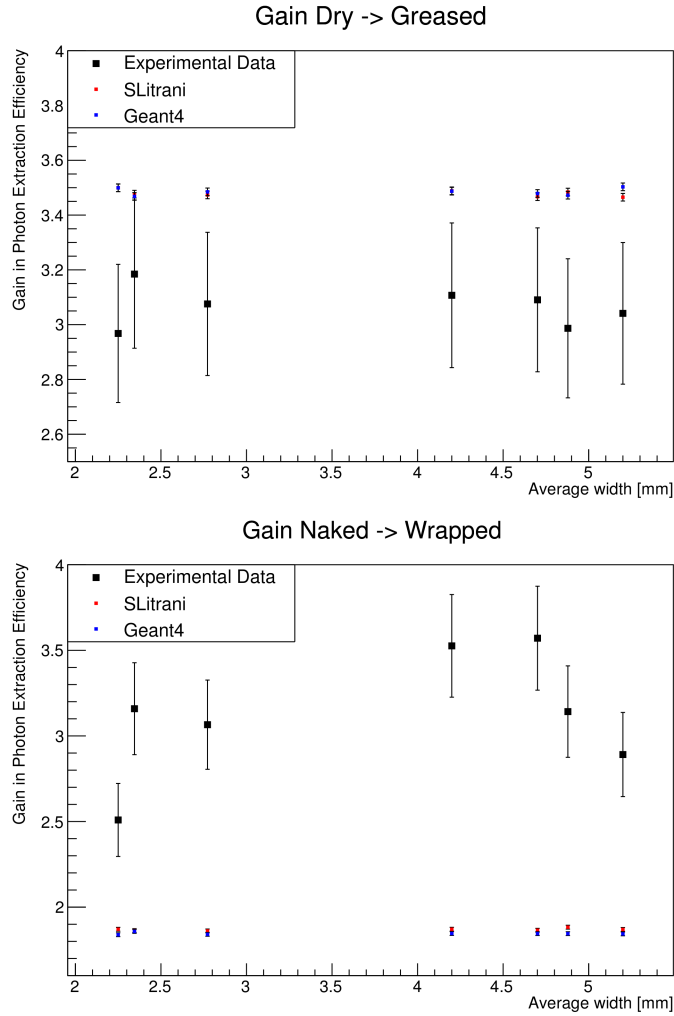 Gain Dry -> Greased
Gain in Photon Extraction Efficiency
4
3.8
3.6
3.4
3.2
3
2.8
2.6
Experimental Data
SLitrani
Geant4
2 2.5 3 3.5 4 4.5 5
Average width [mm]
Gain Naked -> Wrapped
Gain in Photon Extraction Efficiency
4
3.5
3
2.5
2
Experimental Data
SLitrani
Geant4
2 2.5 3 3.5 4 4.5 5
Average width [mm]